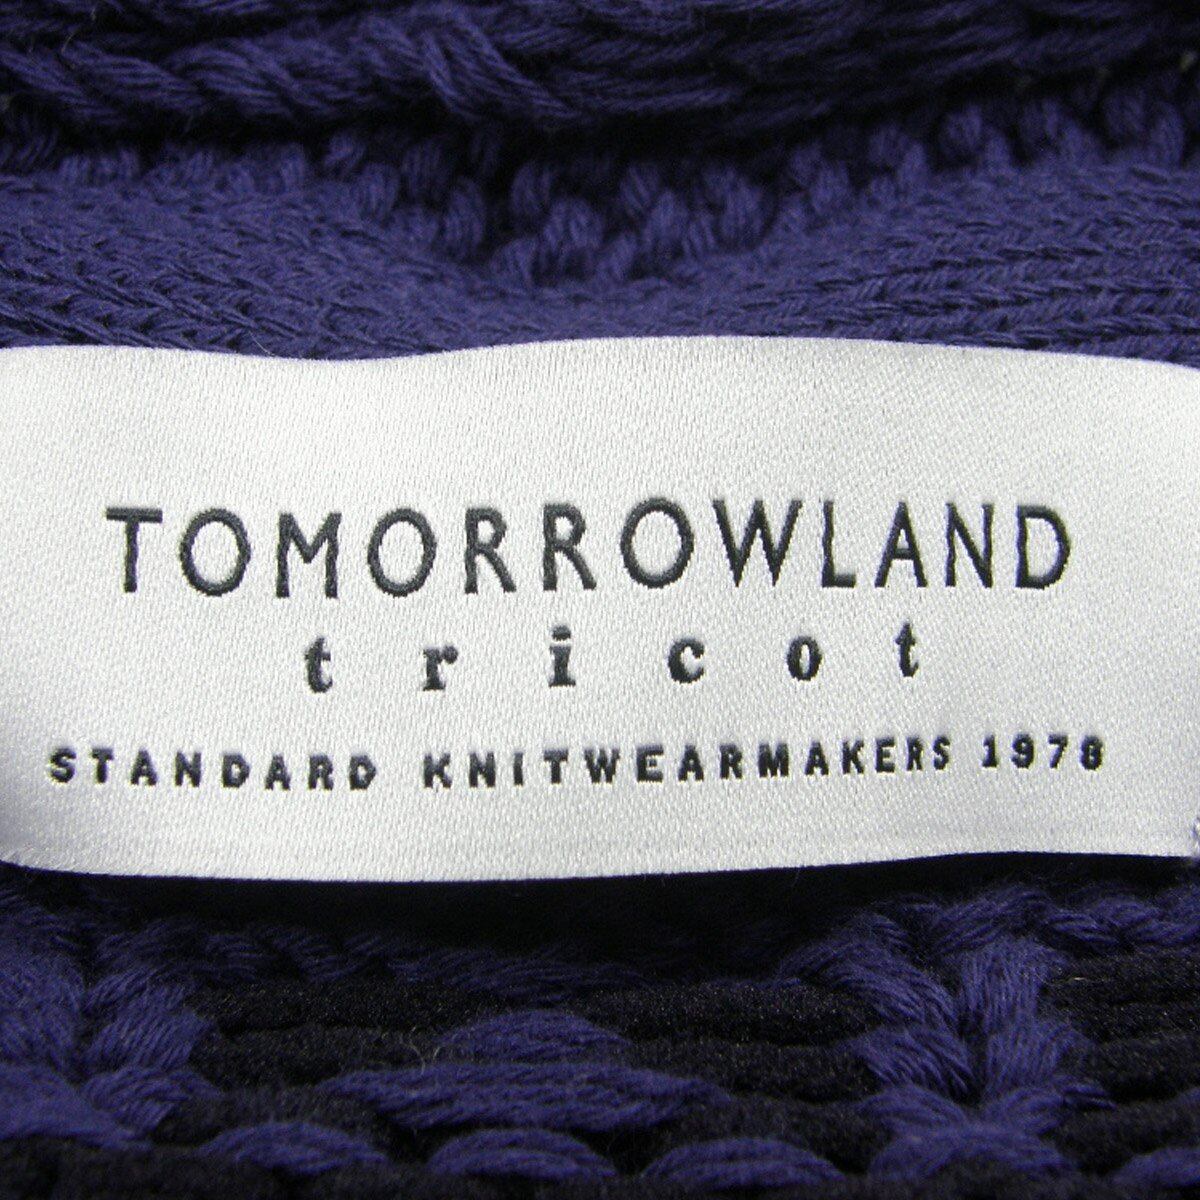 TOMORROWLAND
tricot
STANDARD KNITWEARMAKERS 1978